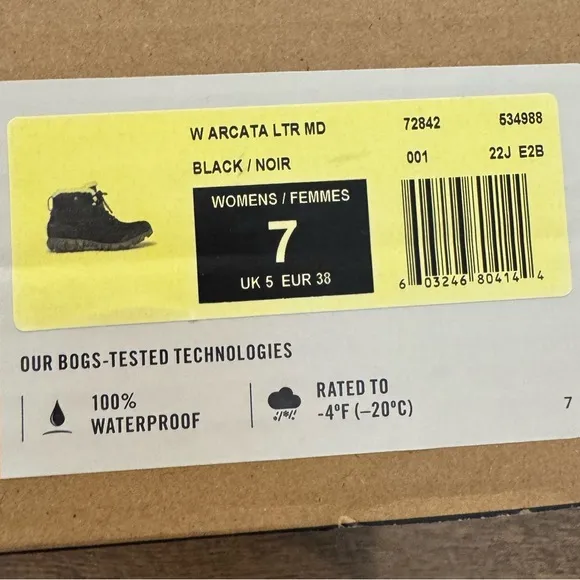 W ARCATA LTR MD 72842 534988
BLACK / NOIR 001 22J E2B
WOMENS / FEMMES
7
UK 5 EUR 38
6 03246 80414 4
OUR BOGS-TESTED TECHNOLOGIES
100%
WATERPROOF
RATED TO
-4°F (–20°C)
7